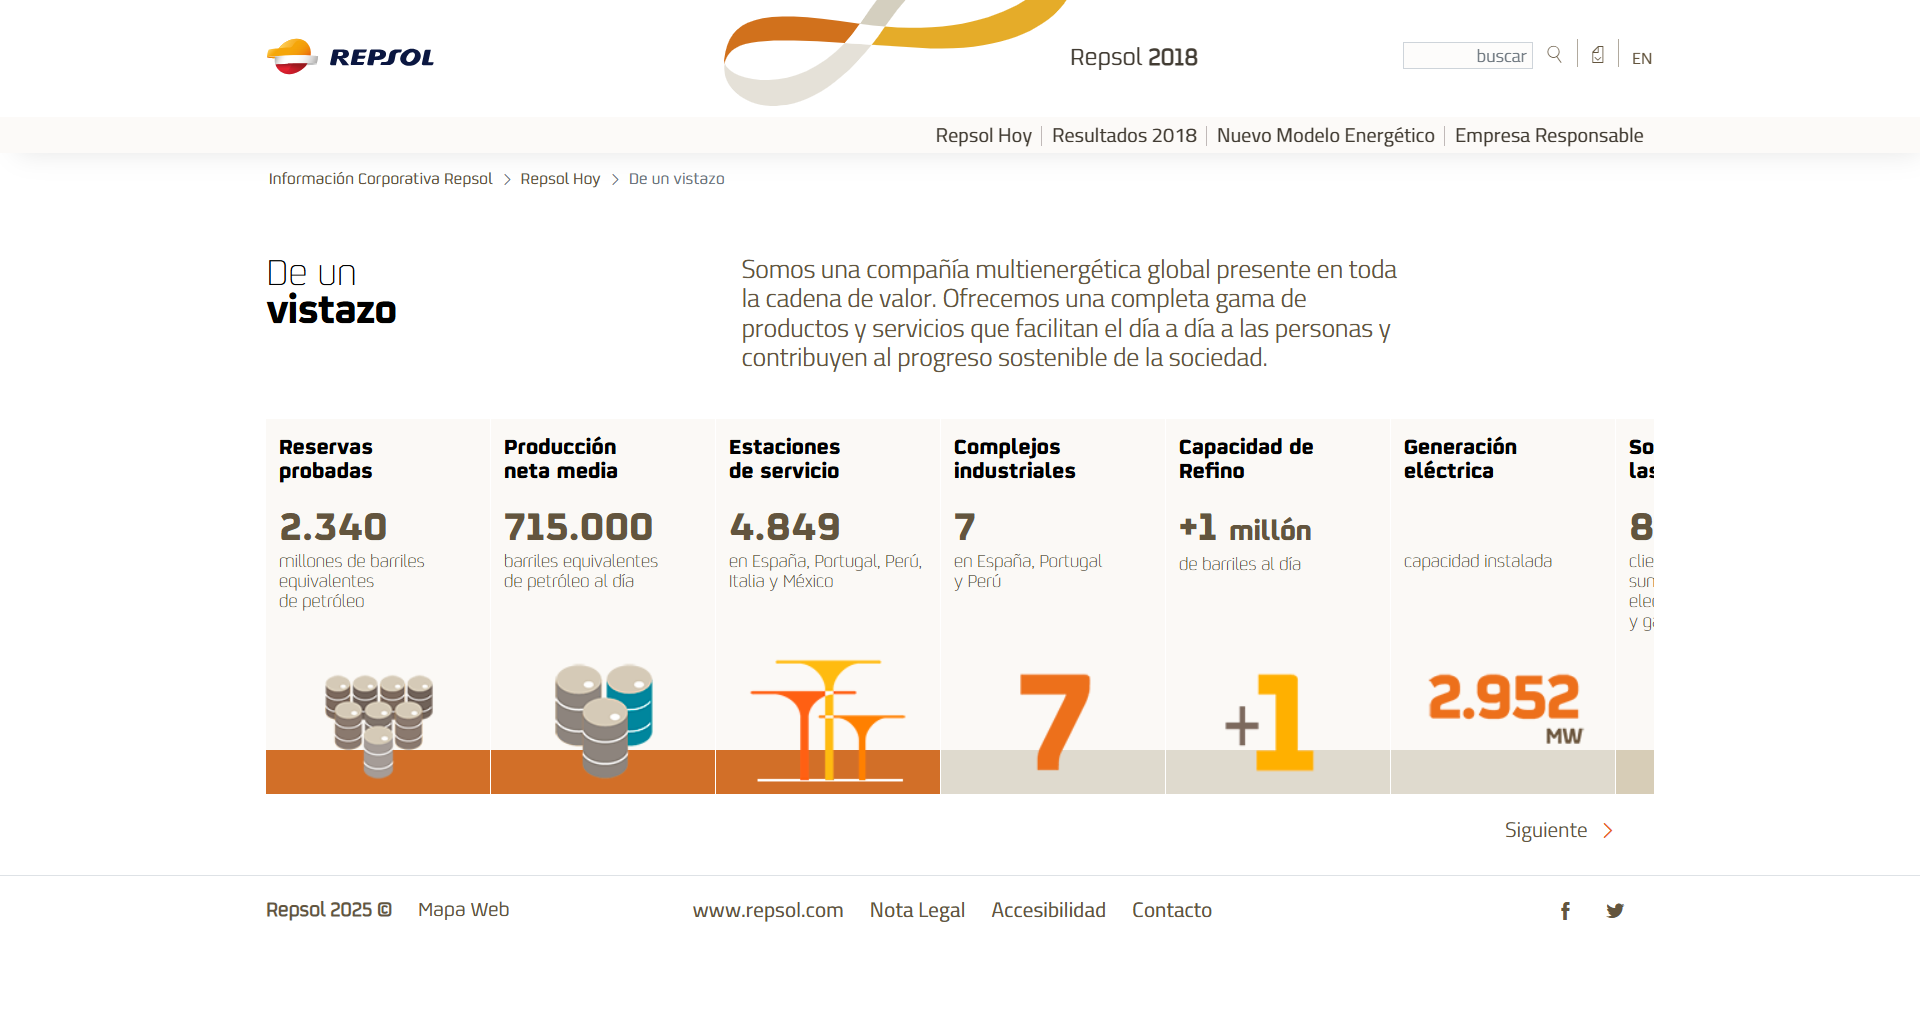 REPSOL
Repsol 2018
buscar
EN
Repsol Hoy
Resultados 2018
Nuevo Modelo Energético
Empresa Responsable
Información Corporativa Repsol
Repsol Hoy
De un vistazo
De un
vistazo
Somos una compañía multienergética global presente en toda
la cadena de valor. Ofrecemos una completa gama de
productos y servicios que facilitan el día a día a las personas y
contribuyen al progreso sostenible de la sociedad.
Reservas
probadas
2.340
millones de barriles
equivalentes
de petróleo
Producción
neta media
715.000
barriles equivalentes
de petróleo al día
Estaciones
de servicio
4.849
en España, Portugal, Perú,
Italia y México
Complejos
industriales
7
en España, Portugal
y Perú
7
Capacidad de
Refino
+1 millón
de barriles al día
+1
Generación
eléctrica
capacidad instalada
2.952
MW
8
Siguiente
Repsol 2025 ©
Mapa Web
www.repsol.com
Nota Legal
Accesibilidad
Contacto